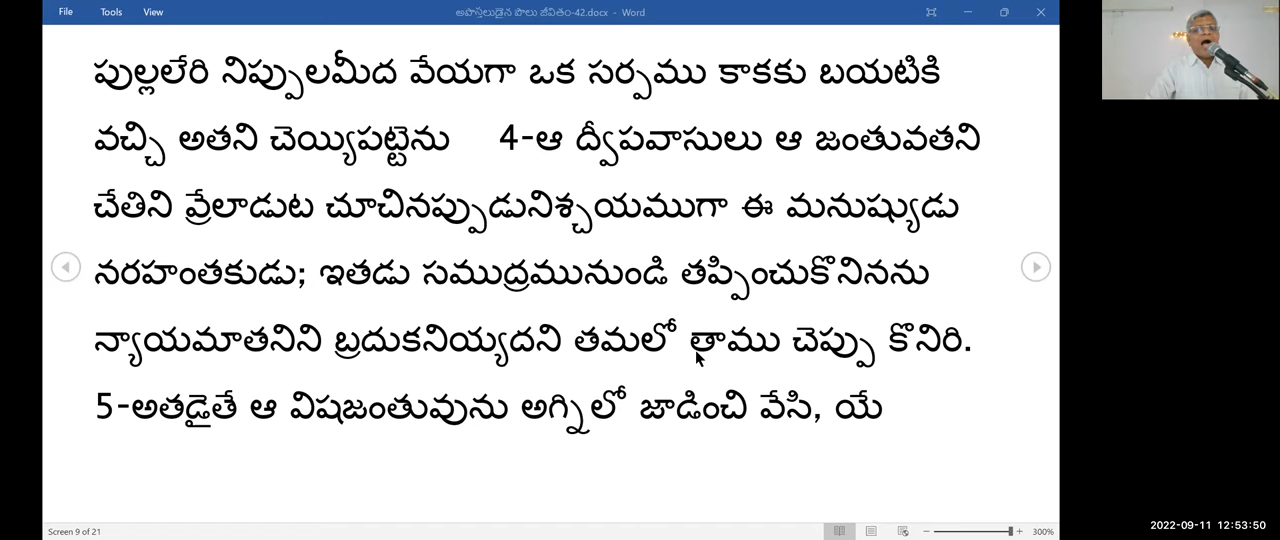 File Tools View అపొస్తలుడైన పౌలు జీవితం-42.docx - Word
పుల్లలేరి నిప్పులమీద వేయగా ఒక సర్పము కాకకు బయటికి
వచ్చి అతని చెయ్యిపట్టెను 4-ఆ ద్వీపవాసులు ఆ జంతువతని
చేతిని వ్రేలాడుట చూచినప్పుడునిశ్చయముగా ఈ మనుష్యుడు
నరహంతకుడు; ఇతడు సముద్రమునుండి తప్పించుకొనినను
న్యాయమాతనిని బ్రదుకనియ్యదని తమలో తాము చెప్పు కొనిరి.
5-అతడైతే ఆ విషజంతువును అగ్నిలో జాడించి వేసి, యే
Screen 9 of 21
300%
2022-09-11 12:53:50